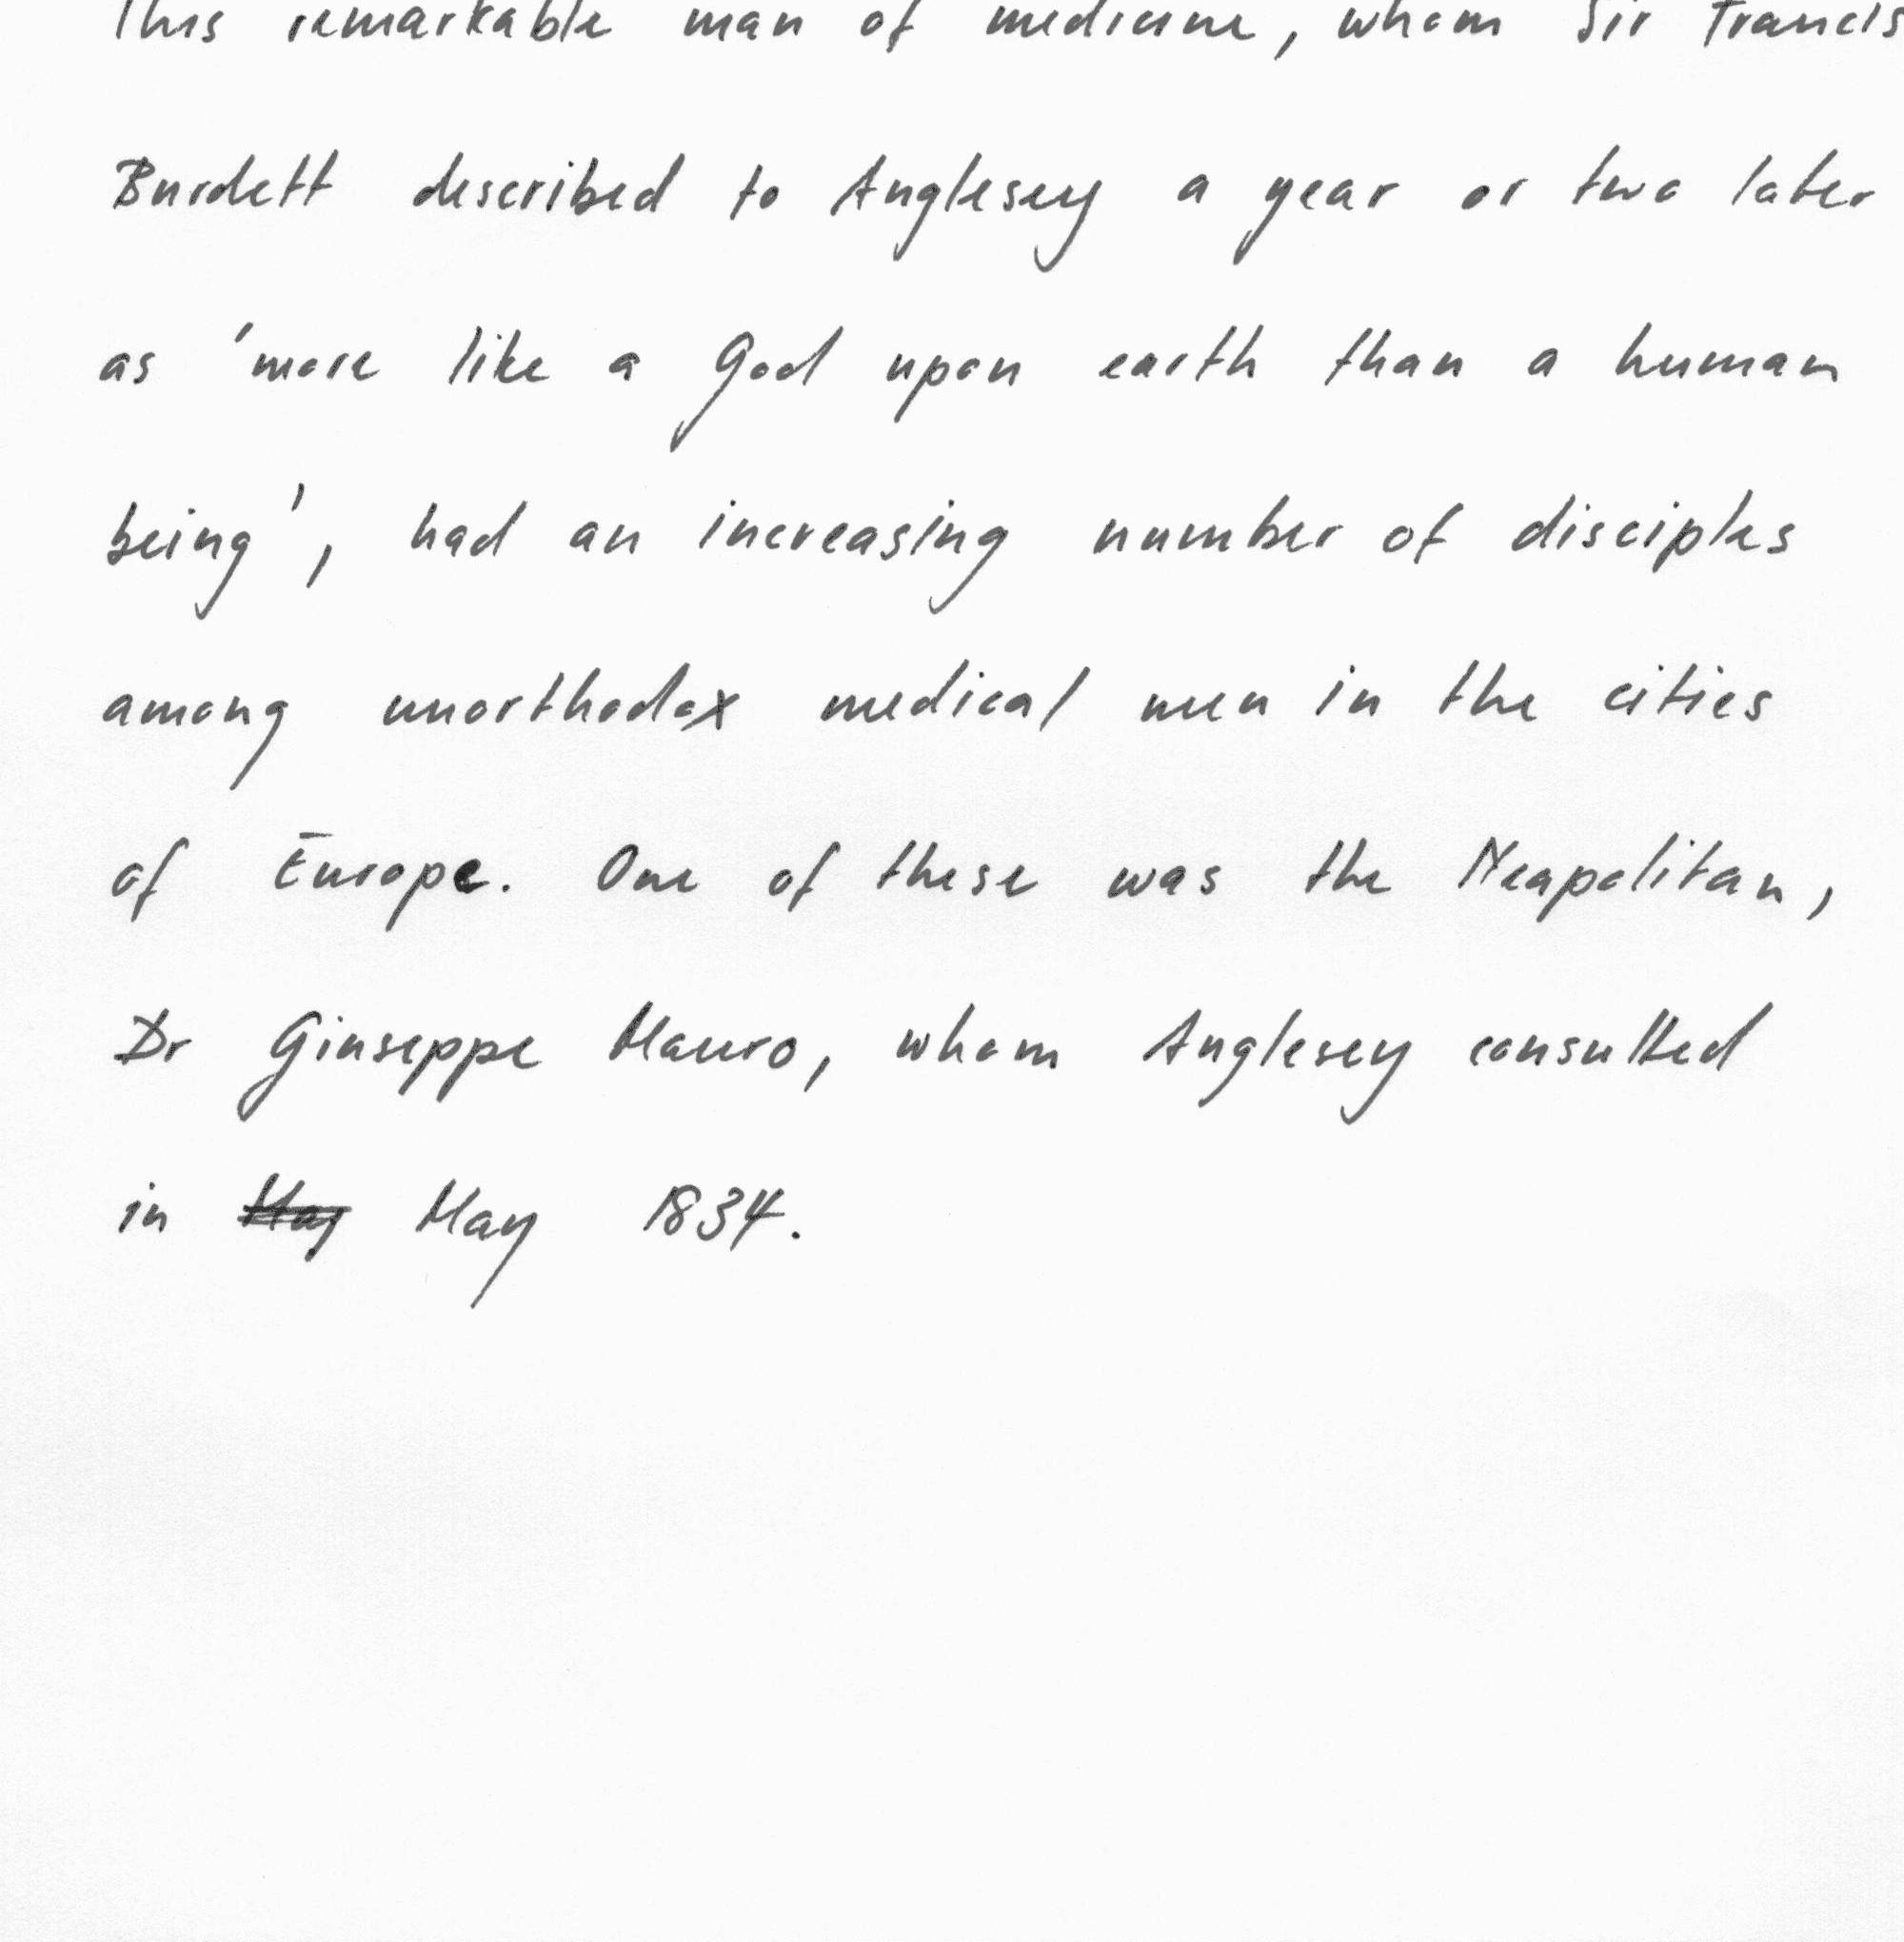 This remarkable man of medicine, whom Sir Francis
Burdett described to Anglesey a year or two later
as 'more like a God upon earth than a human
being', had an increasing number of disciples
among unorthodox medical men in the cities
of Europe. One of these was the Neapolitan,
Dr Giuseppe Mauro, whom Anglesey consulted
in May May 1834.